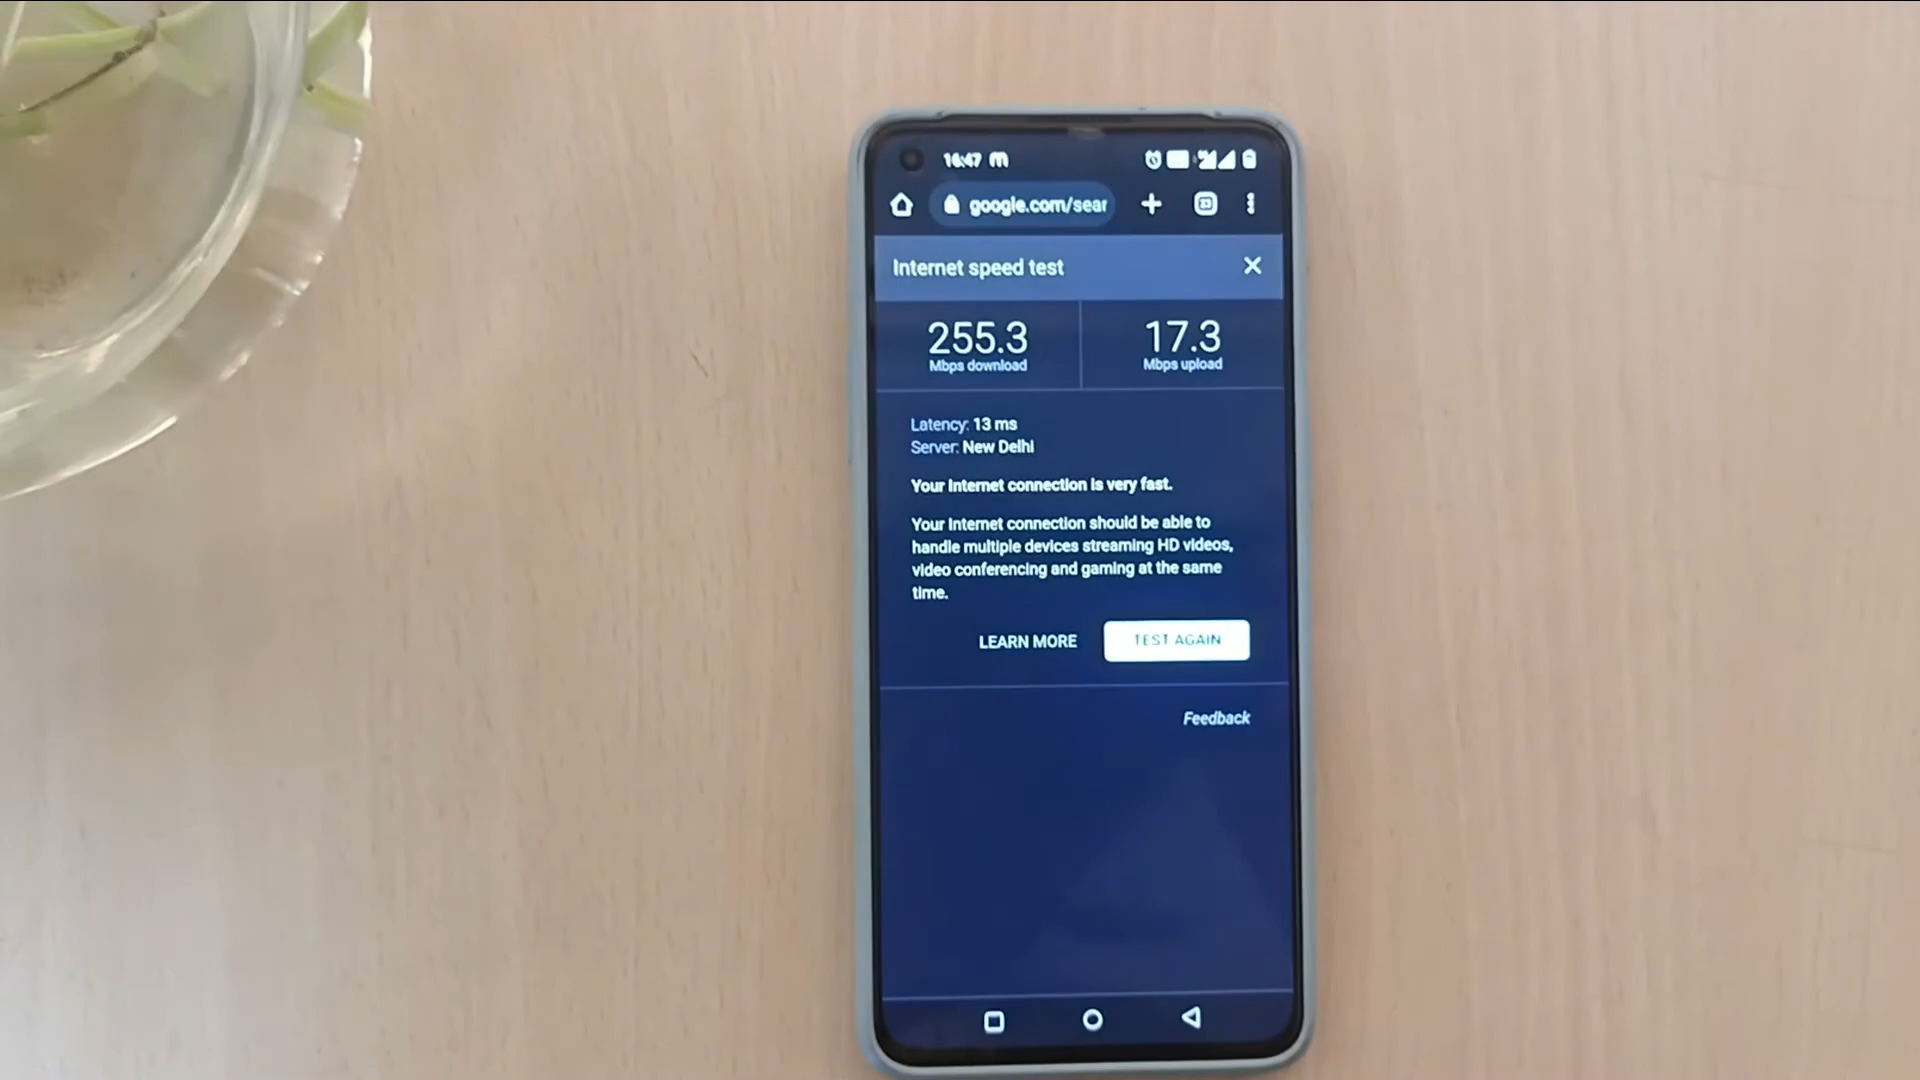 16:47
google.com/sear
Internet speed test
255.3
Mbps download
17.3
Mbps upload
Latency: 13 ms
Server: New Delhi
Your Internet connection is very fast.
Your Internet connection should be able to
handle multiple devices streaming HD videos,
video conferencing and gaming at the same
time.
LEARN MORE
TEST AGAIN
Feedback